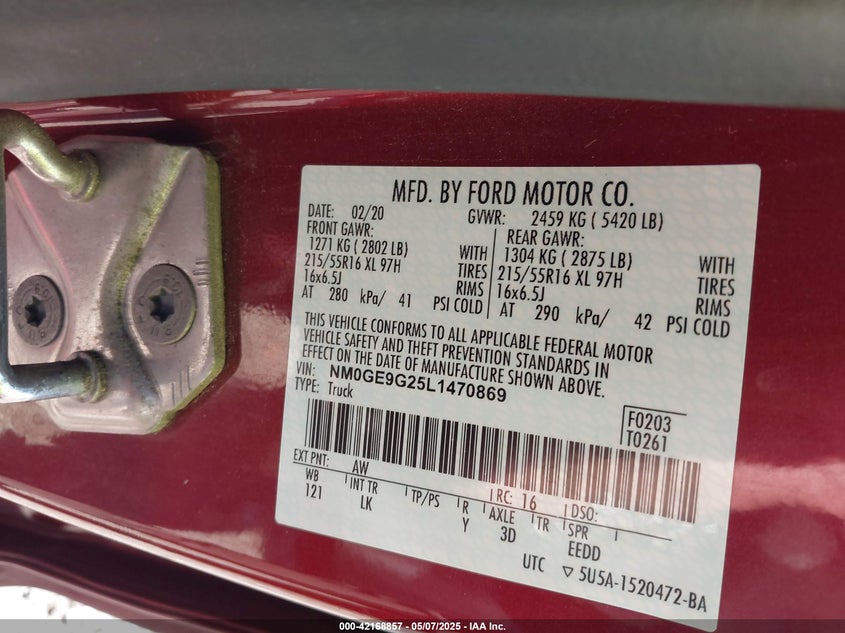 MFD. BY FORD MOTOR CO.
DATE: 02/20 GVWR: 2459 KG ( 5420 LB)
FRONT GAWR: REAR GAWR:
1271 KG ( 2802 LB) WITH 1304 KG ( 2875 LB) WITH
215/55R16 XL 97H TIRES 215/55R16 XL 97H TIRES
16x6.5J RIMS 16x6.5J RIMS
AT 280 kPa/ 41 PSI COLD AT 290 kPa/ 42 PSI COLD
THIS VEHICLE CONFORMS TO ALL APPLICABLE FEDERAL MOTOR
VEHICLE SAFETY AND THEFT PREVENTION STANDARDS IN
EFFECT ON THE DATE OF MANUFACTURE SHOWN ABOVE.
VIN: NM0GE9G25L1470869
TYPE: Truck
F0203
T0261
EXT PNT: AW RC: 16 DSO:
WB INT TR TP/PS R AXLE TR SPR
121 LK Y 3D EEDD
UTC ▽ 5U5A-1520472-BA
000-42168857 - 05/07/2025 - IAA Inc.